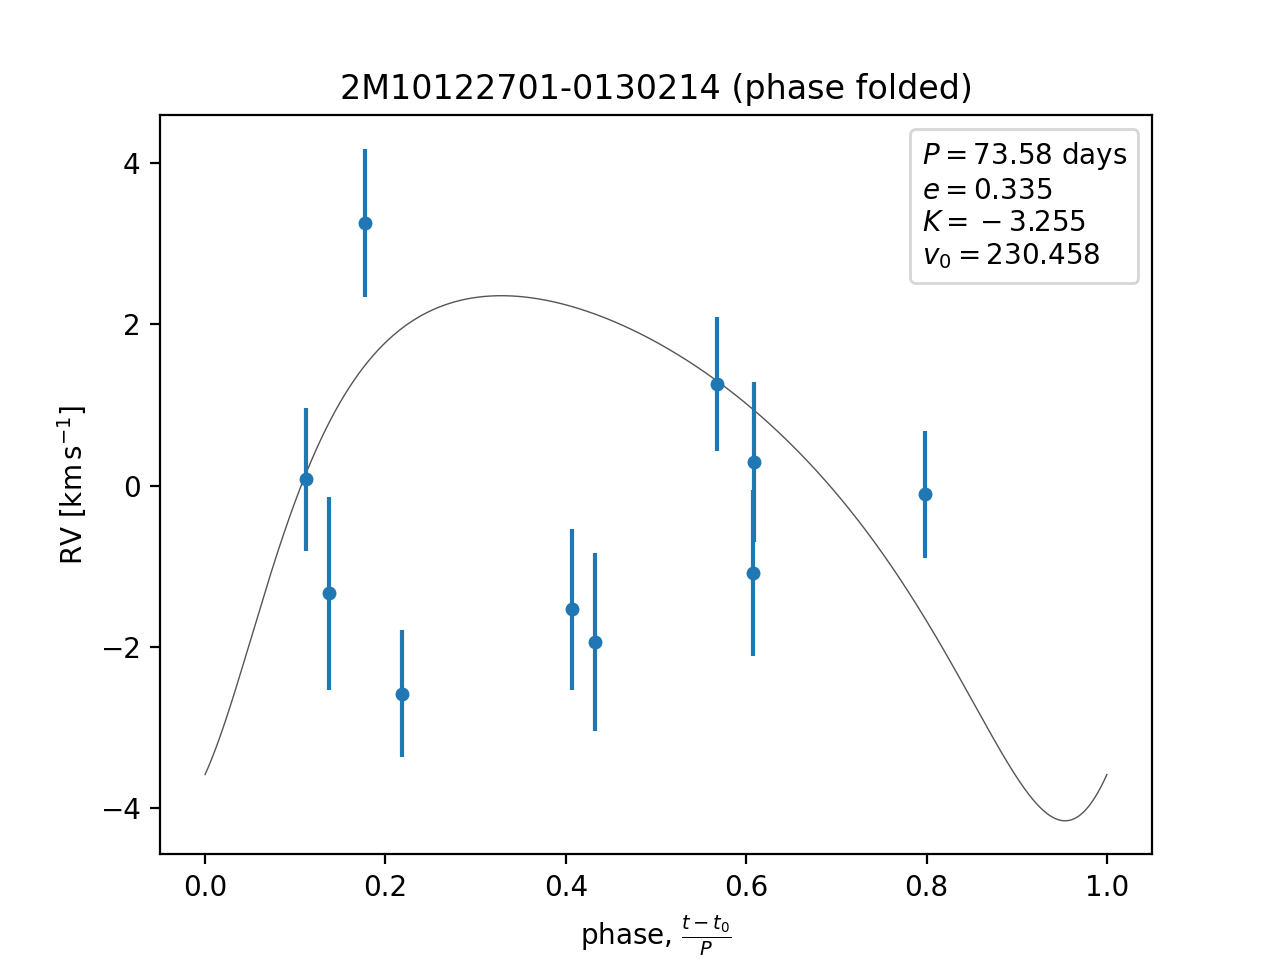 2M10122701-0130214 (phase folded)
P = 73.58 days
e = 0.335
K = −3.255
v₀ = 230.458
RV [km s⁻¹]
4
2
0
−2
−4
0.0 0.2 0.4 0.6 0.8 1.0
phase, (t − t₀)/P